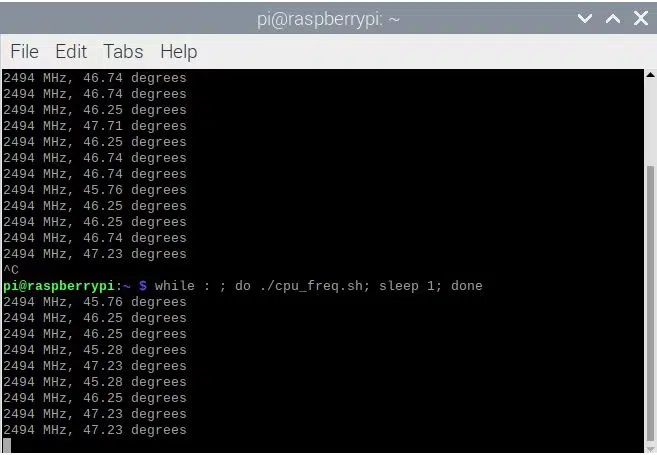 pi@raspberrypi: ~
File Edit Tabs Help
2494 MHz, 46.74 degrees
2494 MHz, 46.74 degrees
2494 MHz, 46.25 degrees
2494 MHz, 47.71 degrees
2494 MHz, 46.25 degrees
2494 MHz, 46.74 degrees
2494 MHz, 46.74 degrees
2494 MHz, 45.76 degrees
2494 MHz, 46.25 degrees
2494 MHz, 46.25 degrees
2494 MHz, 46.74 degrees
2494 MHz, 47.23 degrees
^C
pi@raspberrypi:~ $ while : ; do ./cpu_freq.sh; sleep 1; done
2494 MHz, 45.76 degrees
2494 MHz, 46.25 degrees
2494 MHz, 46.25 degrees
2494 MHz, 45.28 degrees
2494 MHz, 47.23 degrees
2494 MHz, 45.28 degrees
2494 MHz, 46.25 degrees
2494 MHz, 47.23 degrees
2494 MHz, 47.23 degrees